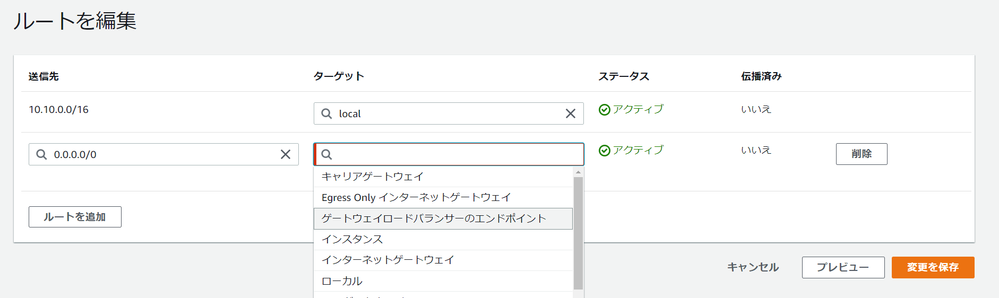 ルートを編集
送信先 ターゲット ステータス 伝播済み
10.10.0.0/16 local アクティブ いいえ
0.0.0.0/0 アクティブ いいえ 削除
キャリアゲートウェイ
Egress Only インターネットゲートウェイ
ルートを追加 ゲートウェイロードバランサーのエンドポイント
インスタンス
インターネットゲートウェイ
キャンセル プレビュー 変更を保存
ローカル